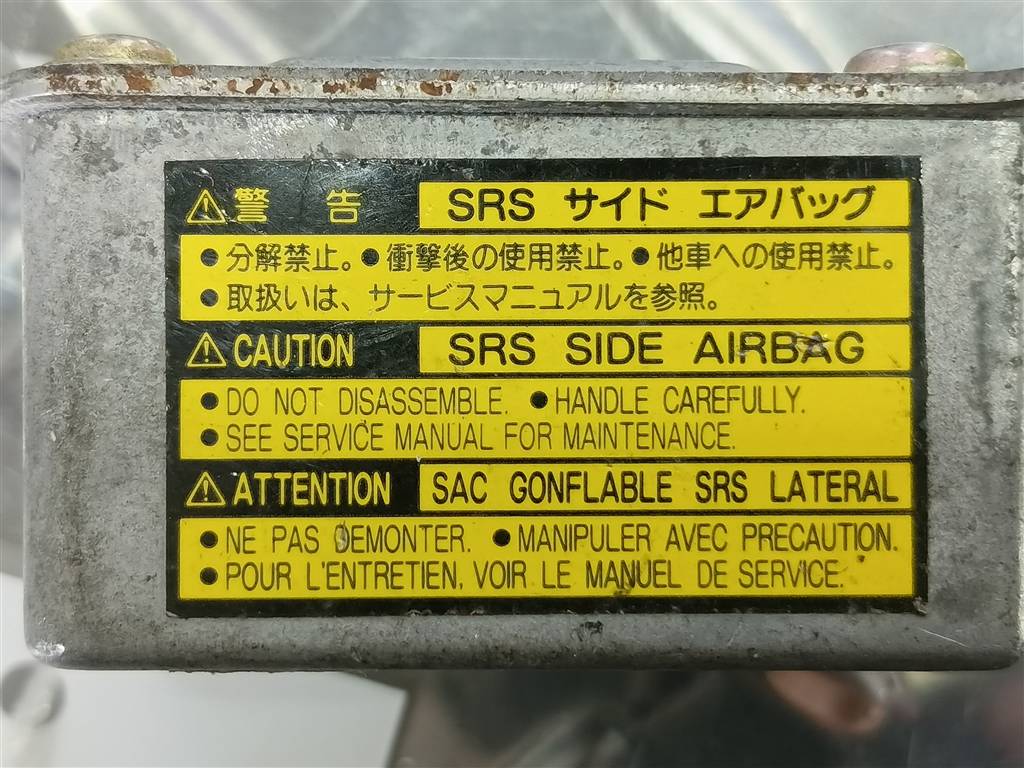 ⚠警 告 SRS サイド エアバッグ
●分解禁止。●衝撃後の使用禁止。●他車への使用禁止。
●取扱いは、サービスマニュアルを参照。
⚠CAUTION SRS SIDE AIRBAG
●DO NOT DISASSEMBLE. ●HANDLE CAREFULLY.
●SEE SERVICE MANUAL FOR MAINTENANCE.
⚠ATTENTION SAC GONFLABLE SRS LATERAL
●NE PAS DEMONTER. ●MANIPULER AVEC PRECAUTION.
●POUR L'ENTRETIEN, VOIR LE MANUEL DE SERVICE.